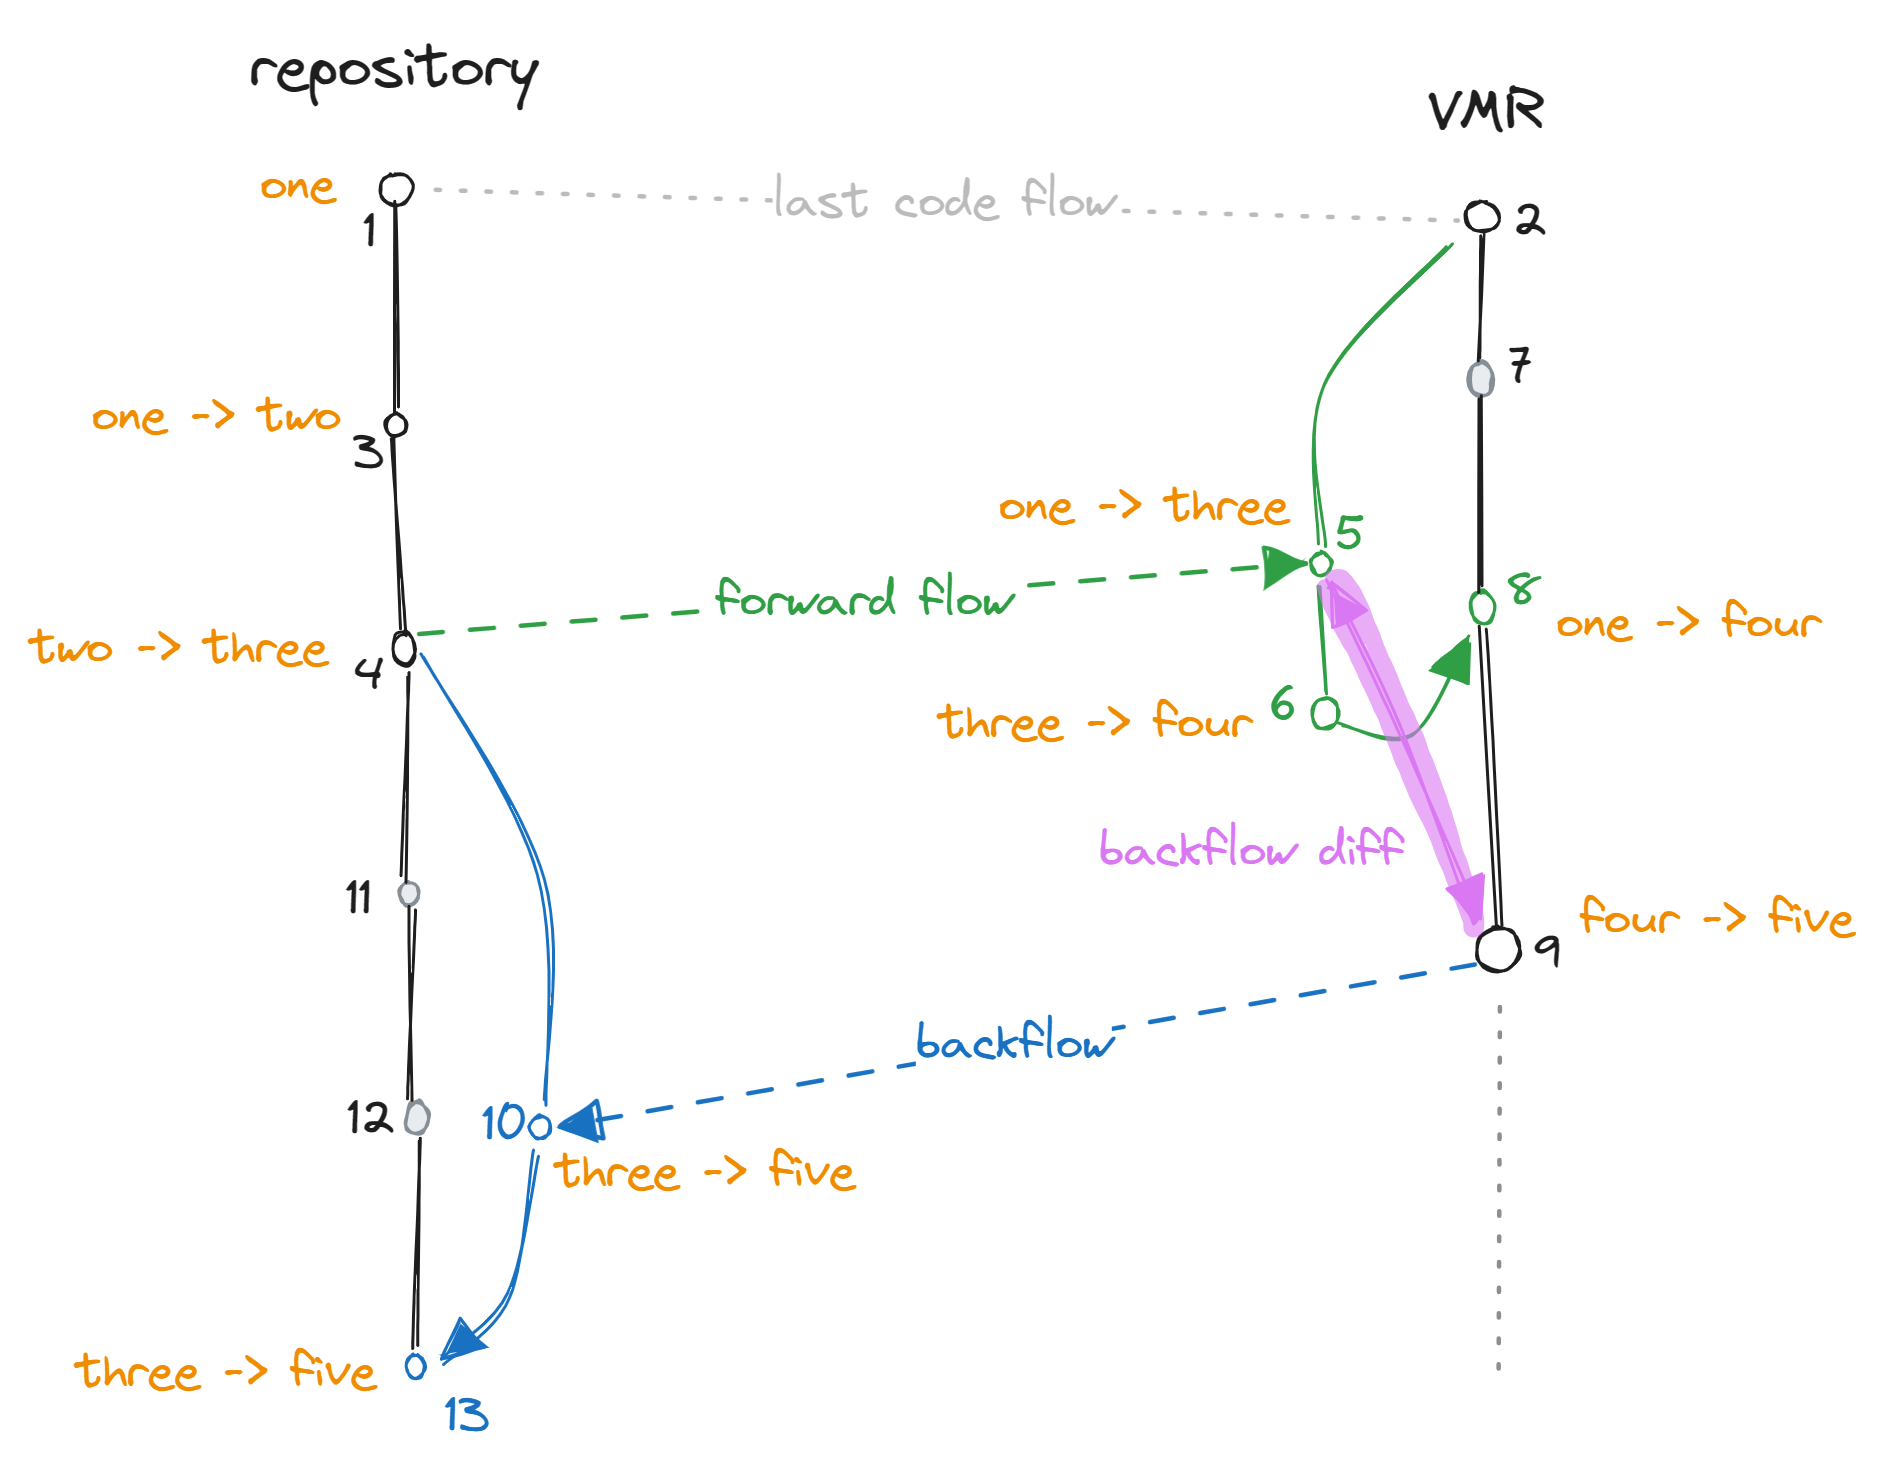 repository
VMR
one
last code flow
1
2
7
one -> two
3
one -> three
5
8
forward flow
one -> four
two -> three
4
6
three -> four
backflow diff
11
four -> five
9
backflow
12
10
three -> five
three -> five
13